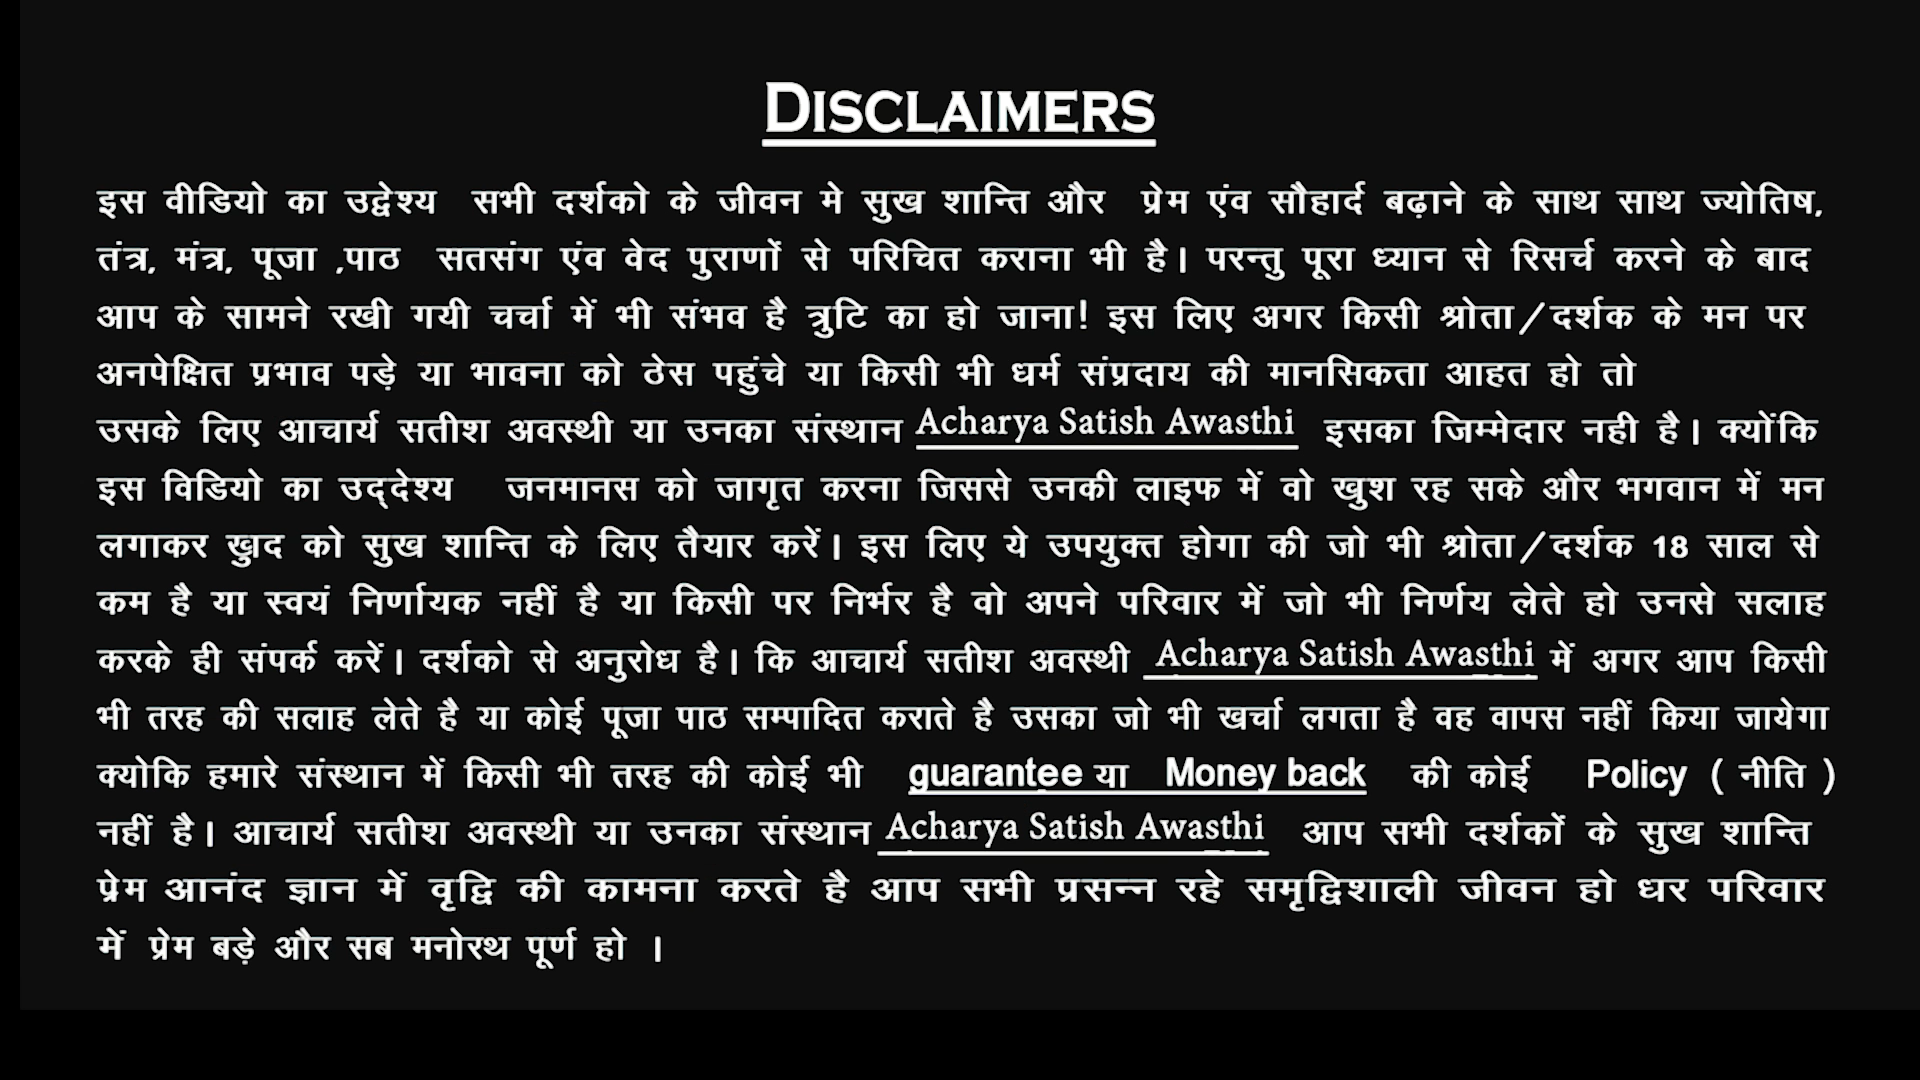 DISCLAIMERS
इस वीडियो का उद्वेश्य सभी दर्शको के जीवन मे सुख शान्ति और प्रेम एंव सौहार्द बढ़ाने के साथ साथ ज्योतिष,
तंत्र, मंत्र, पूजा ,पाठ सतसंग एंव वेद पुराणों से परिचित कराना भी है। परन्तु पूरा ध्यान से रिसर्च करने के बाद
आप के सामने रखी गयी चर्चा में भी संभव है त्रुटि का हो जाना! इस लिए अगर किसी श्रोता/दर्शक के मन पर
अनपेक्षित प्रभाव पड़े या भावना को ठेस पहुंचे या किसी भी धर्म संप्रदाय की मानसिकता आहत हो तो
उसके लिए आचार्य सतीश अवस्थी या उनका संस्थान Acharya Satish Awasthi इसका जिम्मेदार नही है। क्योंकि
इस विडियो का उद्देश्य जनमानस को जागृत करना जिससे उनकी लाइफ में वो खुश रह सके और भगवान में मन
लगाकर खुद को सुख शान्ति के लिए तैयार करें। इस लिए ये उपयुक्त होगा की जो भी श्रोता/दर्शक 18 साल से
कम है या स्वयं निर्णायक नहीं है या किसी पर निर्भर है वो अपने परिवार में जो भी निर्णय लेते हो उनसे सलाह
करके ही संपर्क करें। दर्शको से अनुरोध है। कि आचार्य सतीश अवस्थी Acharya Satish Awasthi में अगर आप किसी
भी तरह की सलाह लेते है या कोई पूजा पाठ सम्पादित कराते है उसका जो भी खर्चा लगता है वह वापस नहीं किया जायेगा
क्योकि हमारे संस्थान में किसी भी तरह की कोई भी guarantee या Money back की कोई Policy ( नीति )
नहीं है। आचार्य सतीश अवस्थी या उनका संस्थान Acharya Satish Awasthi आप सभी दर्शकों के सुख शान्ति
प्रेम आनंद ज्ञान में वृद्वि की कामना करते है आप सभी प्रसन्न रहे समृद्विशाली जीवन हो धर परिवार
में प्रेम बड़े और सब मनोरथ पूर्ण हो ।